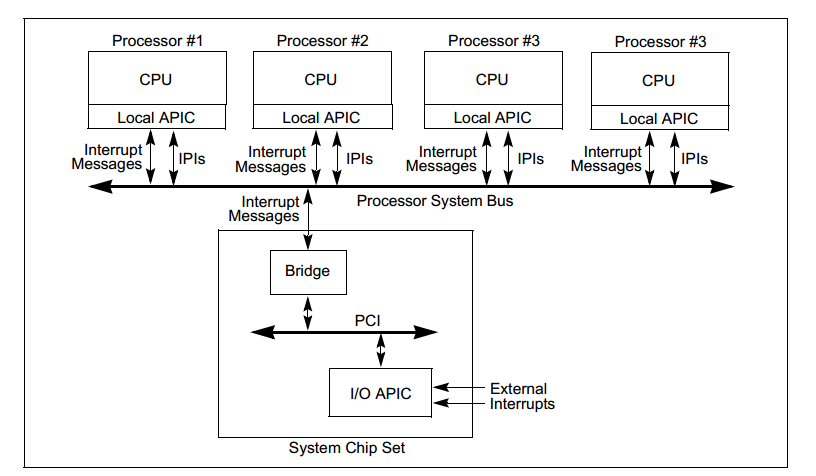 Processor #1
Processor #2
Processor #3
Processor #3
CPU
CPU
CPU
CPU
Local APIC
Local APIC
Local APIC
Local APIC
Interrupt
Messages
IPIs
Interrupt
Messages
IPIs
Interrupt
Messages
IPIs
Interrupt
Messages
IPIs
Interrupt
Messages
Processor System Bus
Bridge
PCI
I/O APIC
External
Interrupts
System Chip Set